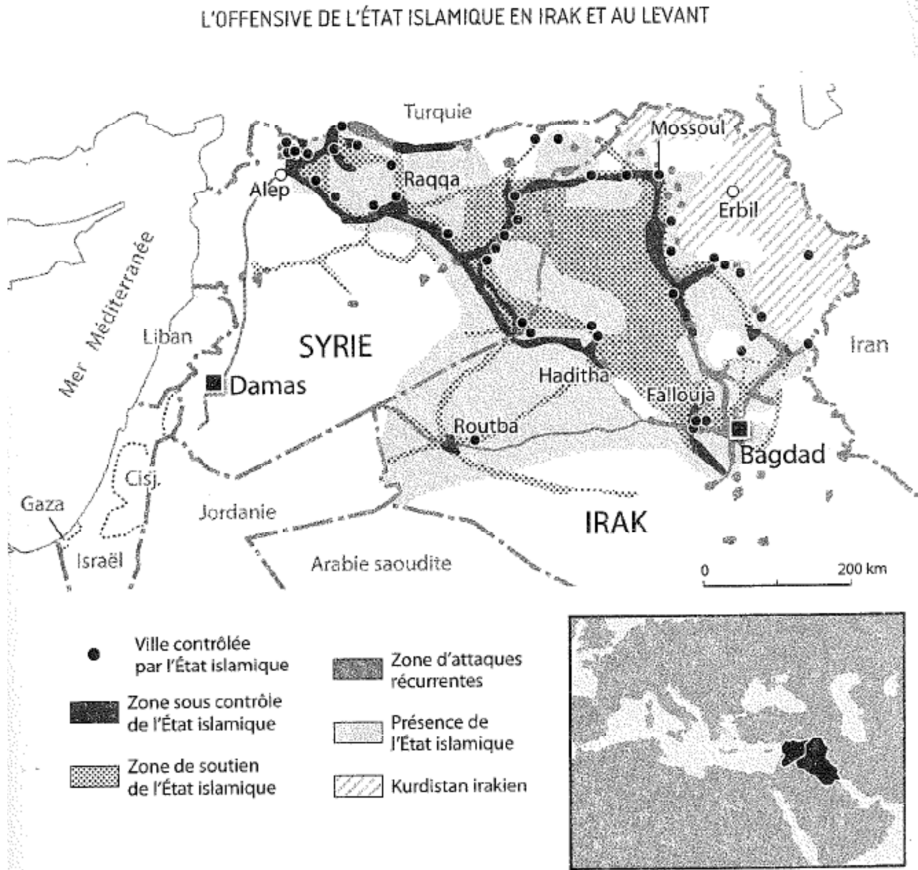 L'OFFENSIVE DE L'ÉTAT ISLAMIQUE EN IRAK ET AU LEVANT
Turquie
Mossoul
Alep
Raqqa
Erbil
Mer Méditerranée
Liban
SYRIE
Iran
Damas
Haditha
Fallouja
Routba
Bagdad
Cisj.
Gaza
Jordanie
IRAK
Israël
Arabie saoudite
0 200 km
Ville contrôlée
par l'État islamique
Zone sous contrôle
de l'État islamique
Zone de soutien
de l'État islamique
Zone d'attaques
récurrentes
Présence de
l'État islamique
Kurdistan irakien